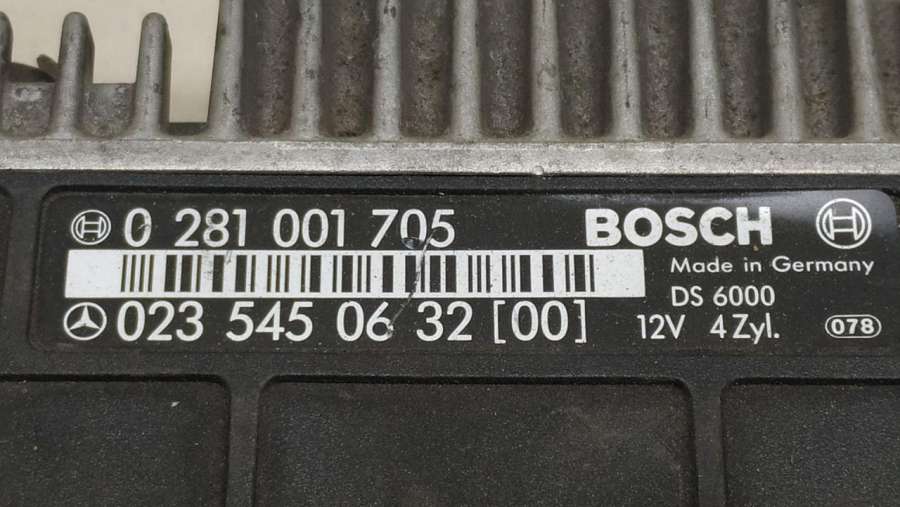 0 281 001 705 BOSCH
Made in Germany
DS 6000
023 545 06 32 [00] 12V 4 Zyl. 078